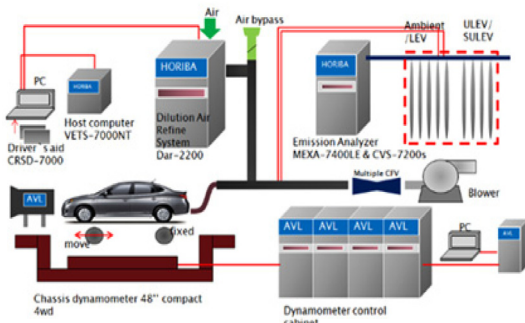 Air
Air bypass
Ambient
/LEV
ULEV/
SULEV
PC
HORIBA
HORIBA
HORIBA
Host computer
VETS-7000NT
Driver's aid
CRSD-7000
Dilution Air
Refine
System
Dar-2200
Emission Analyzer
MEXA-7400LE & CVS-7200s
Multiple CFV
Blower
AVL
move
fixed
AVL
AVL
AVL
AVL
PC
AVL
Chassis dynamometer 48" compact
4wd
Dynamometer control
cabinet